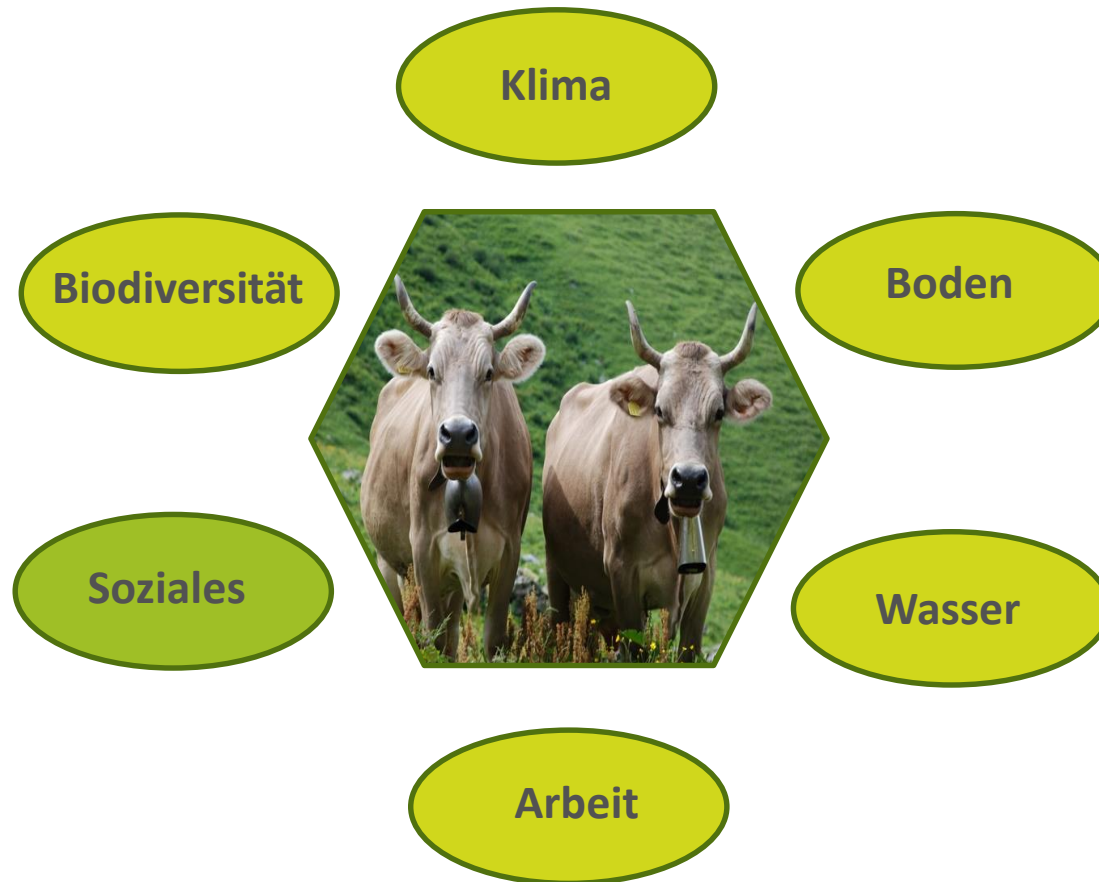 Klima
Biodiversität
Boden
Soziales
Wasser
Arbeit